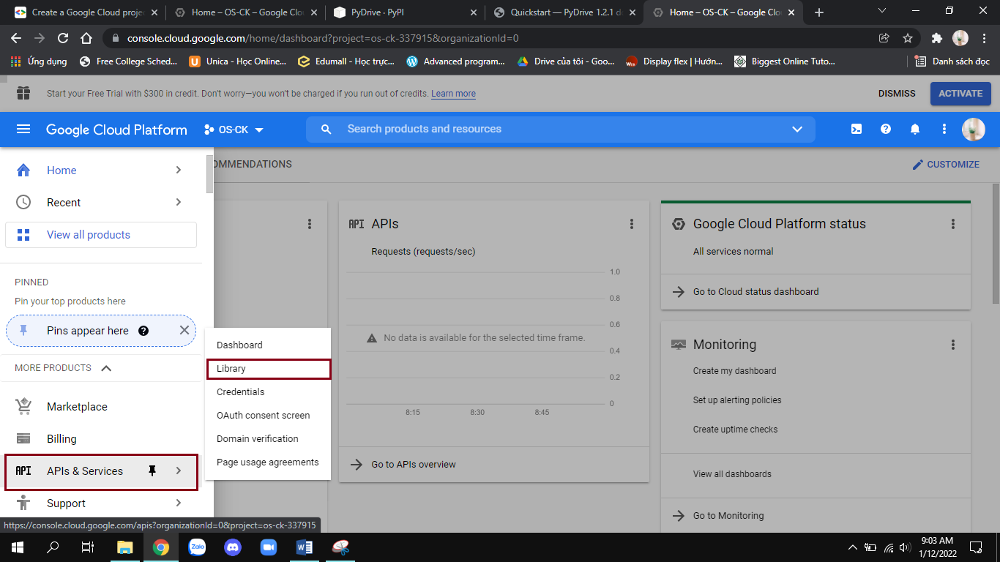 Create a Google Cloud proje
Home – OS-CK – Google Clo
PyDrive · PyPI
Quickstart — PyDrive 1.2.1 d
Home – OS-CK – Google Clo
console.cloud.google.com/home/dashboard?project=os-ck-337915&organizationId=0
Ứng dụng
Free College Sched...
Unica - Học Online...
Edumall - Học trực...
Advanced program...
Drive của tôi - Goo...
Display flex | Hướn...
Biggest Online Tuto...
Danh sách đọc
Start your Free Trial with $300 in credit. Don't worry—you won't be charged if you run out of credits. Learn more
DISMISS
ACTIVATE
Google Cloud Platform
OS-CK
Search products and resources
Home
Recent
View all products
PINNED
Pin your top products here
Pins appear here
MORE PRODUCTS
Marketplace
Billing
API
APIs & Services
Support
https://console.cloud.google.com/apis?organizationId=0&project=os-ck-337915
Dashboard
Library
Credentials
OAuth consent screen
Domain verification
Page usage agreements
OMMENDATIONS
CUSTOMIZE
API
APIs
Requests (requests/sec)
1.0
0.8
0.6
No data is available for the selected time frame.
0.4
0.2
0
8:15
8:30
8:45
Go to APIs overview
Google Cloud Platform status
All services normal
Go to Cloud status dashboard
Monitoring
Create my dashboard
Set up alerting policies
Create uptime checks
View all dashboards
Go to Monitoring
Zalo
9:03 AM
1/12/2022